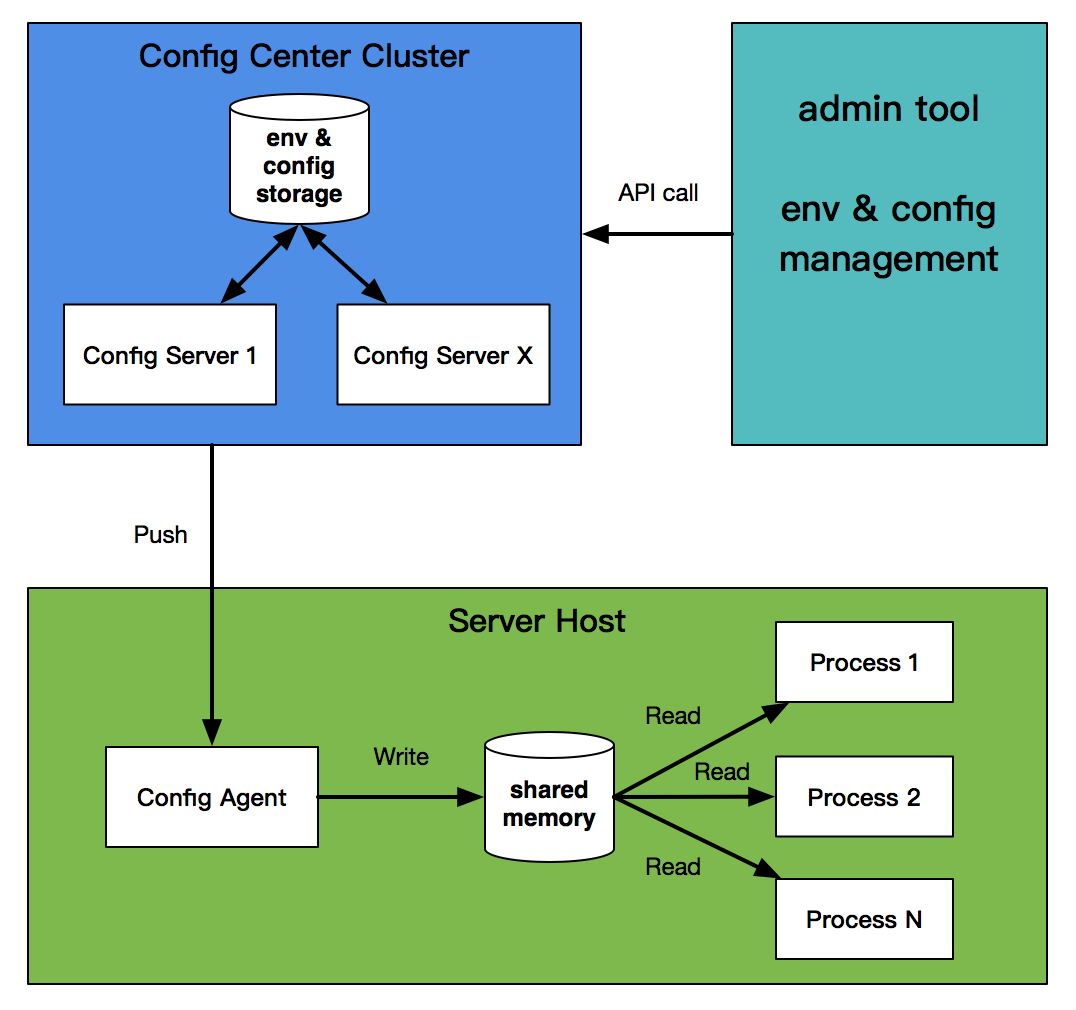 Config Center Cluster
env &
config
storage
Config Server 1
Config Server X
API call
admin tool
env & config
management
Push
Server Host
Config Agent
Write
shared
memory
Read
Read
Read
Process 1
Process 2
Process N